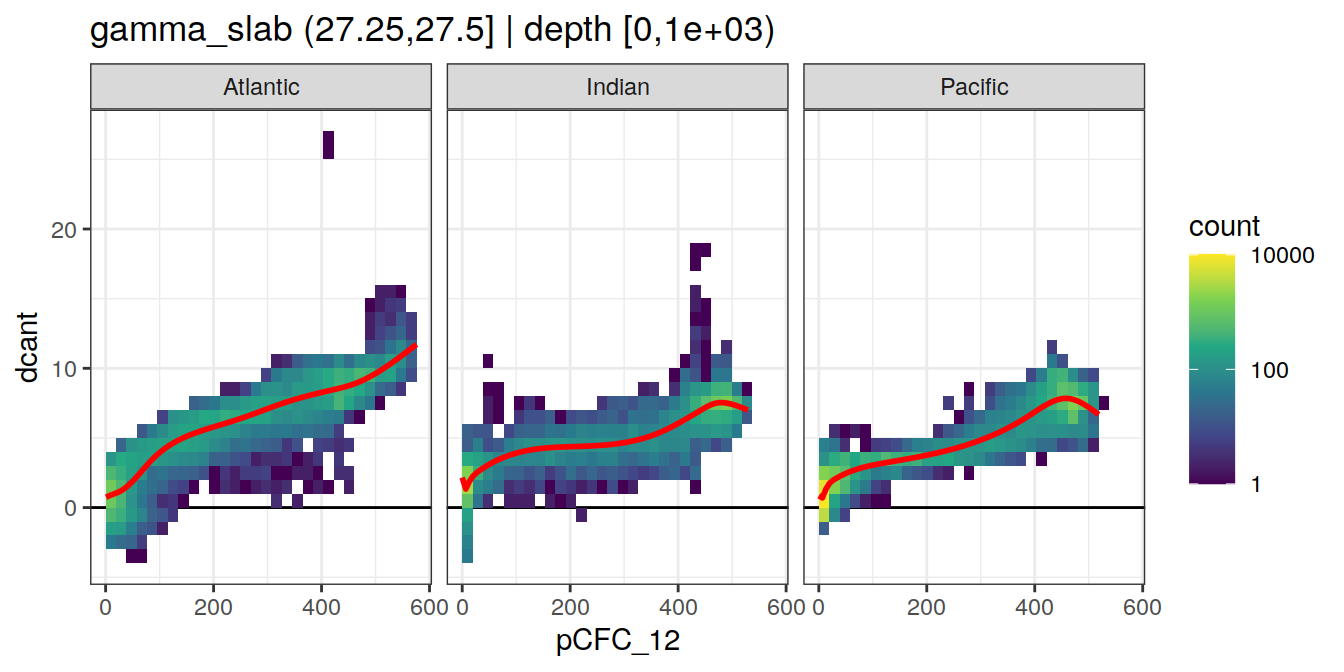 gamma_slab (27.25,27.5] | depth [0,1e+03)
Atlantic Indian Pacific
count
10000
100
1
dcant
20
10
0
0 200 400 600 0 200 400 600 0 200 400 600
pCFC_12